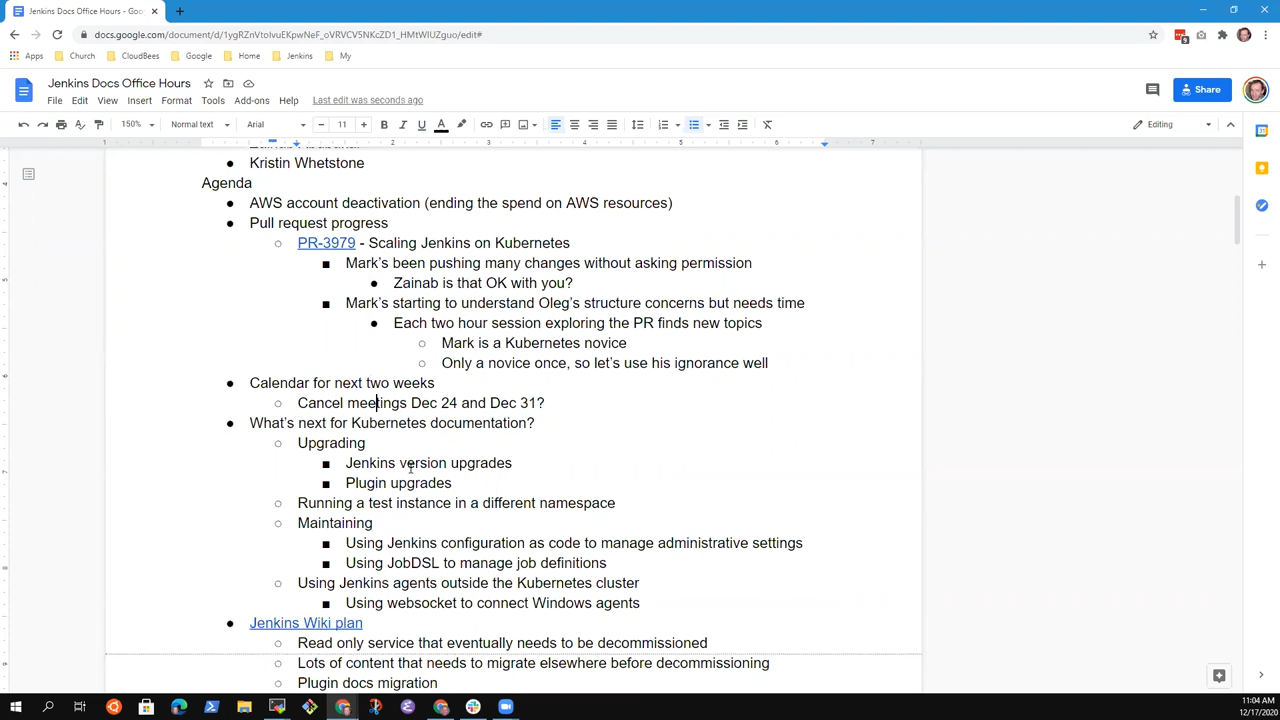 Jenkins Docs Office Hours - Goo
docs.google.com/document/d/1ygRZnVtoIvuEKpwNeF_oVRVCV5NKcZD1_HMtWIUZguo/edit#
Apps Church CloudBees Google Home Jenkins My
Jenkins Docs Office Hours
File Edit View Insert Format Tools Add-ons Help Last edit was seconds ago
Share
150% Normal text Arial 11 Editing
1 1 2 3 4 5 6 7
Kristin Whetstone
Agenda
AWS account deactivation (ending the spend on AWS resources)
Pull request progress
PR-3979 - Scaling Jenkins on Kubernetes
Mark's been pushing many changes without asking permission
Zainab is that OK with you?
Mark's starting to understand Oleg's structure concerns but needs time
Each two hour session exploring the PR finds new topics
Mark is a Kubernetes novice
Only a novice once, so let's use his ignorance well
Calendar for next two weeks
Cancel meetings Dec 24 and Dec 31?
What's next for Kubernetes documentation?
Upgrading
Jenkins version upgrades
Plugin upgrades
Running a test instance in a different namespace
Maintaining
Using Jenkins configuration as code to manage administrative settings
Using JobDSL to manage job definitions
Using Jenkins agents outside the Kubernetes cluster
Using websocket to connect Windows agents
Jenkins Wiki plan
Read only service that eventually needs to be decommissioned
Lots of content that needs to migrate elsewhere before decommissioning
Plugin docs migration
11:04 AM
12/17/2020